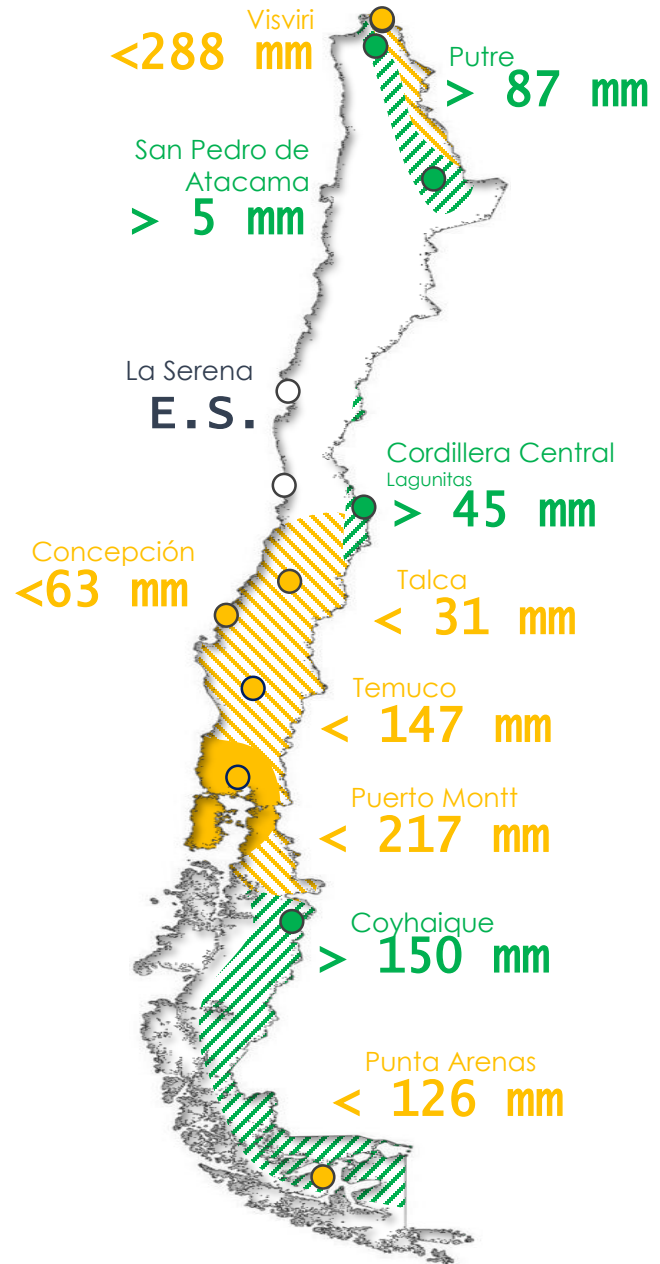 Visviri
<288 mm
Putre
> 87 mm
San Pedro de
Atacama
> 5 mm
La Serena
E.S.
Cordillera Central
Lagunitas
> 45 mm
Concepción
<63 mm
Talca
< 31 mm
Temuco
< 147 mm
Puerto Montt
< 217 mm
Coyhaique
> 150 mm
Punta Arenas
< 126 mm